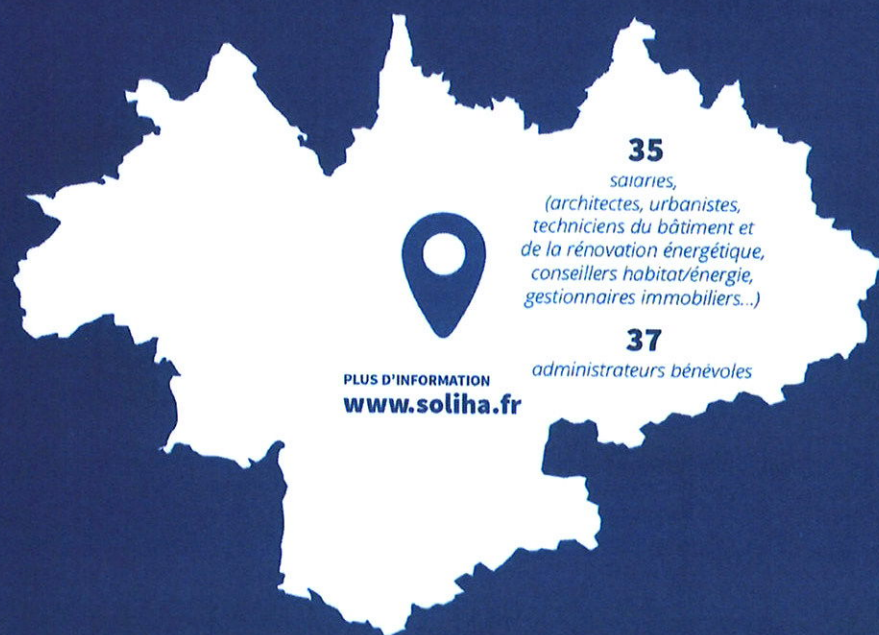 35
salariés,
(architectes, urbanistes,
techniciens du bâtiment et
de la rénovation énergétique,
conseillers habitat/énergie,
gestionnaires immobiliers...)
37
administrateurs bénévoles
PLUS D'INFORMATION
www.soliha.fr